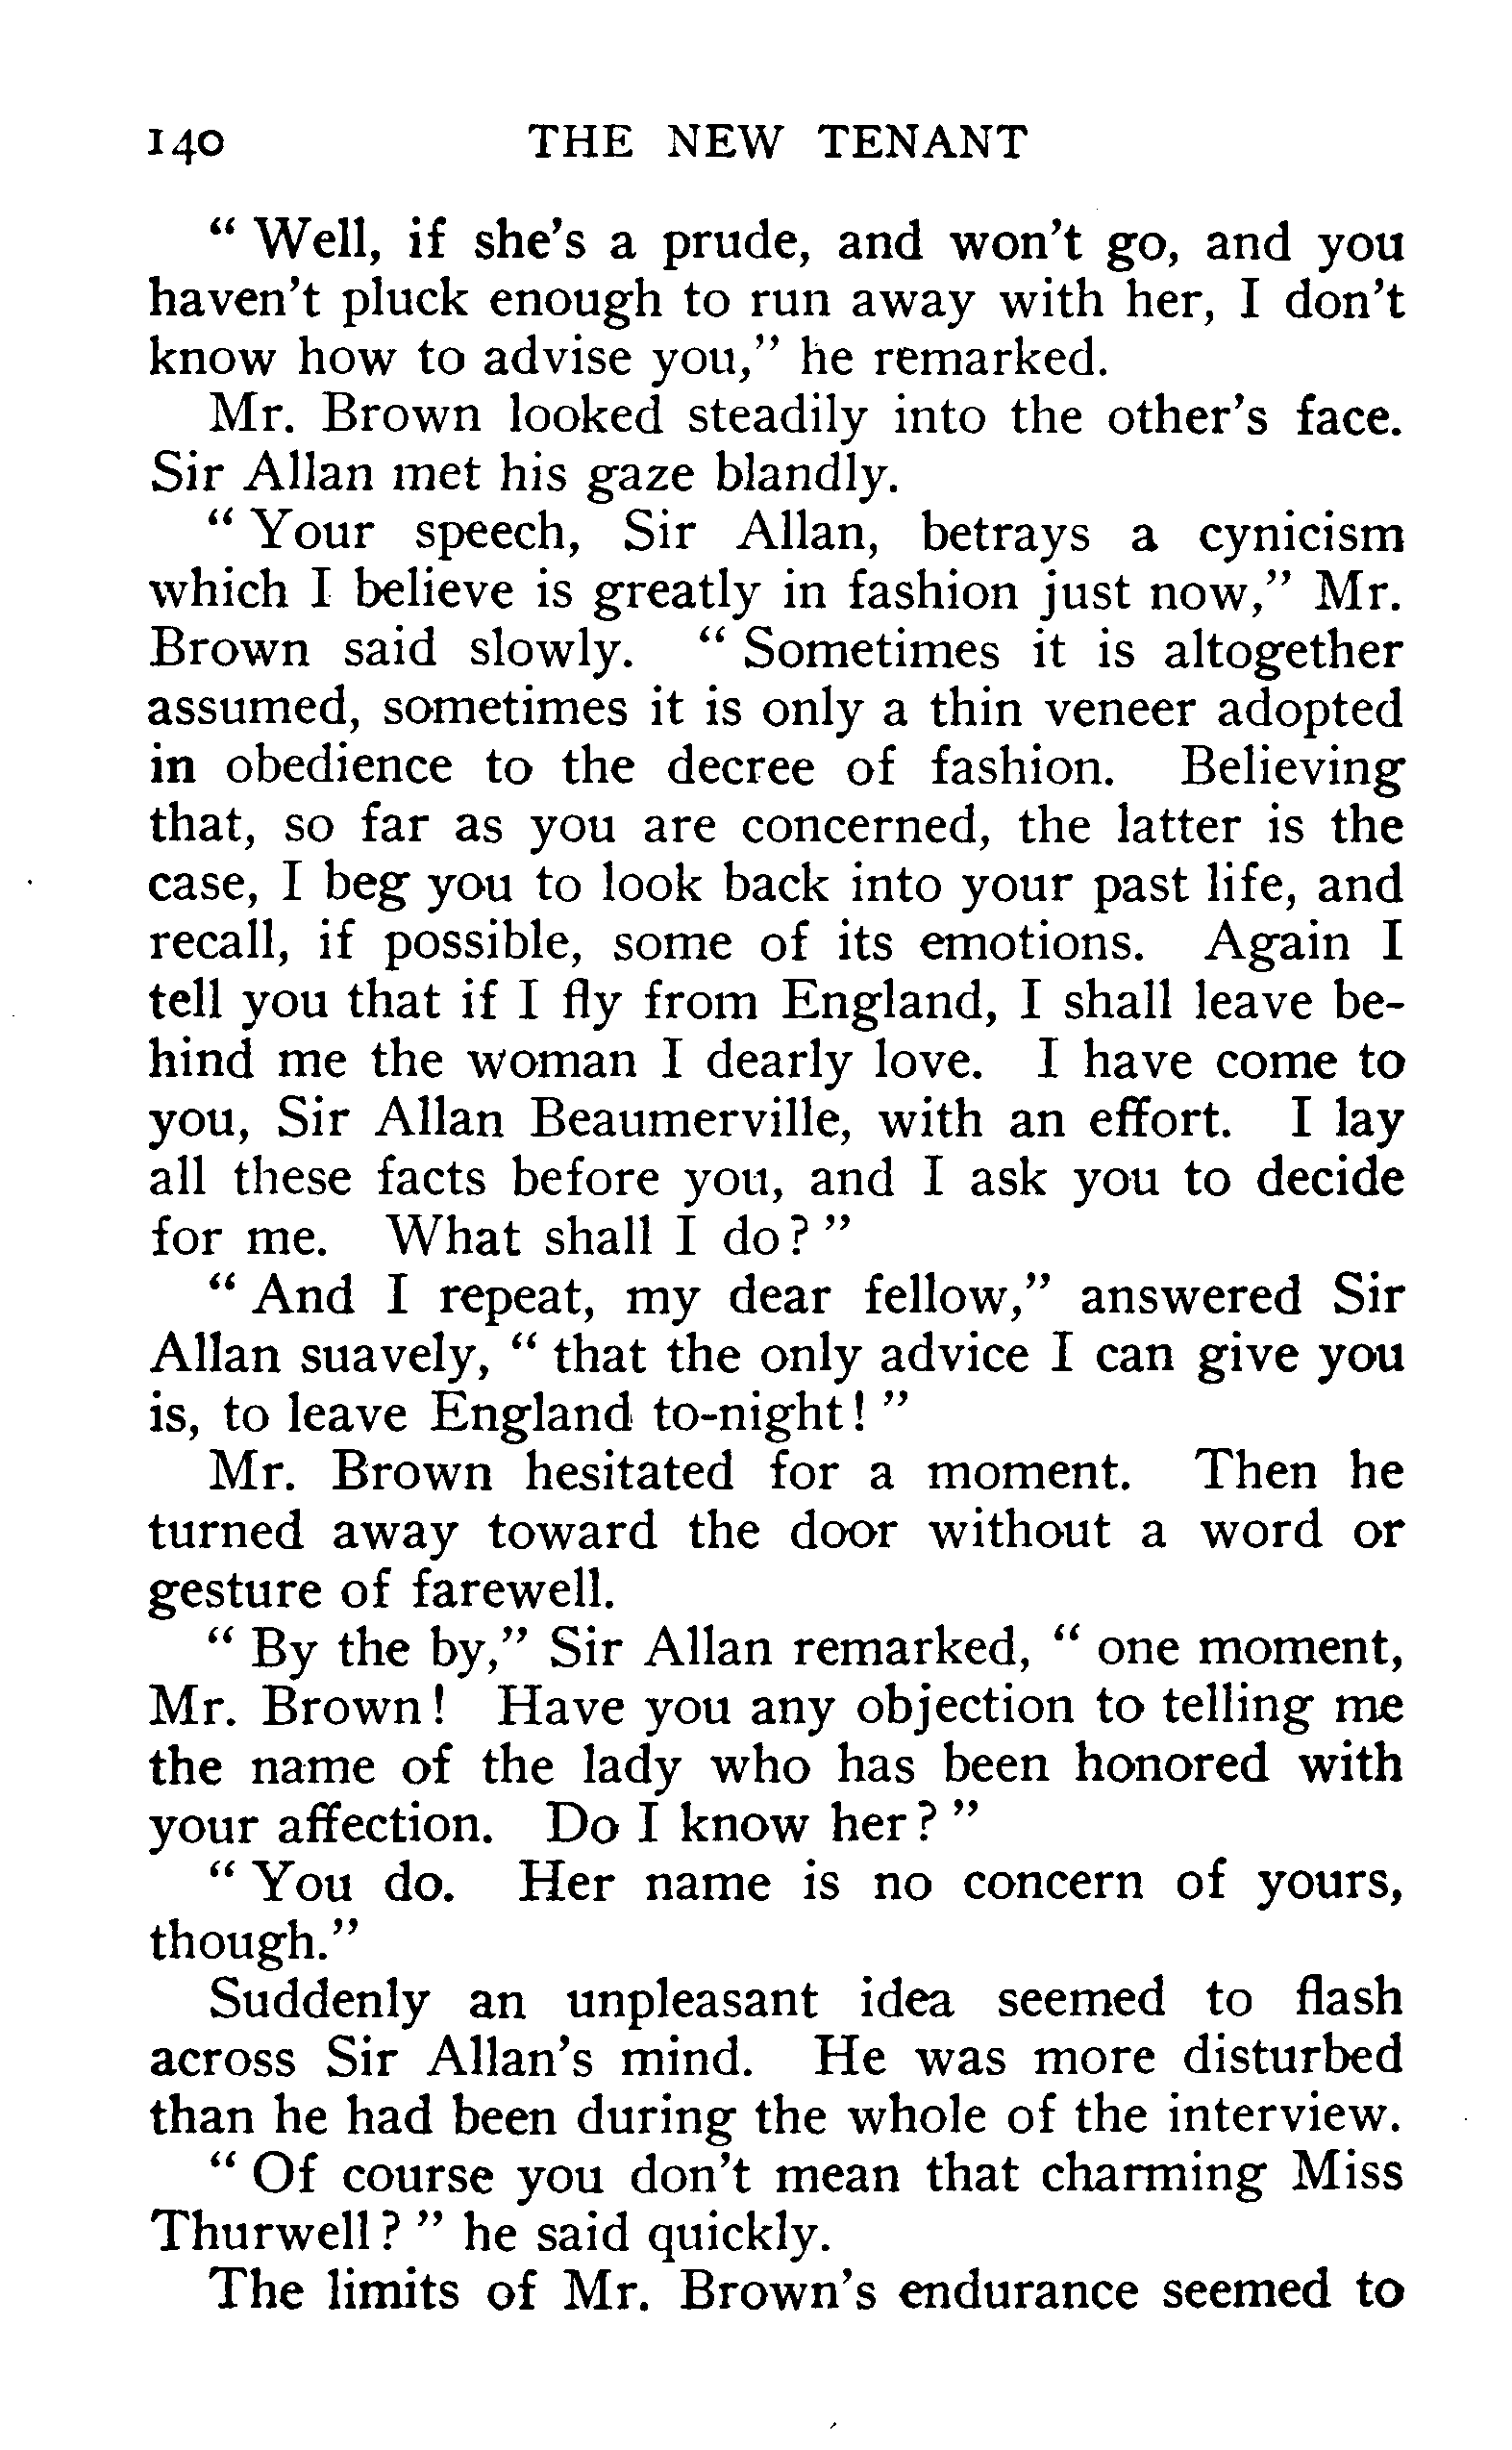 140 THE NEW TENANT
" Well, if she's a prude, and won't go, and you
haven't pluck enough to run away with her, I don't
know how to advise you," he remarked.
Mr. Brown looked steadily into the other's face.
Sir Allan met his gaze blandly.
" Your speech, Sir Allan, betrays a cynicism
which I believe is greatly in fashion just now," Mr.
Brown said slowly. " Sometimes it is altogether
assumed, sometimes it is only a thin veneer adopted
in obedience to the decree of fashion. Believing
that, so far as you are concerned, the latter is the
case, I beg you to look back into your past life, and
recall, if possible, some of its emotions. Again I
tell you that if I fly from England, I shall leave be-
hind me the woman I dearly love. I have come to
you, Sir Allan Beaumerville, with an effort. I lay
all these facts before you, and I ask you to decide
for me. What shall I do? "
" And I repeat, my dear fellow," answered Sir
Allan suavely, " that the only advice I can give you
is, to leave England to-night! "
Mr. Brown hesitated for a moment. Then he
turned away toward the door without a word or
gesture of farewell.
" By the by," Sir Allan remarked, " one moment,
Mr. Brown! Have you any objection to telling me
the name of the lady who has been honored with
your affection. Do I know her? "
" You do. Her name is no concern of yours,
though."
Suddenly an unpleasant idea seemed to flash
across Sir Allan's mind. He was more disturbed
than he had been during the whole of the interview.
" Of course you don't mean that charming Miss
Thurwell? " he said quickly.
The limits of Mr. Brown's endurance seemed to